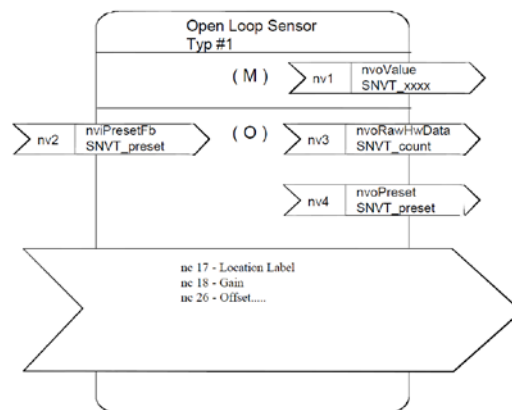 Open Loop Sensor
Typ #1
( M )
nv1
nvoValue
SNVT_xxxx
nv2
nviPresetFb
SNVT_preset
( O )
nv3
nvoRawHwData
SNVT_count
nv4
nvoPreset
SNVT_preset
nc 17 - Location Label
nc 18 - Gain
nc 26 - Offset.....